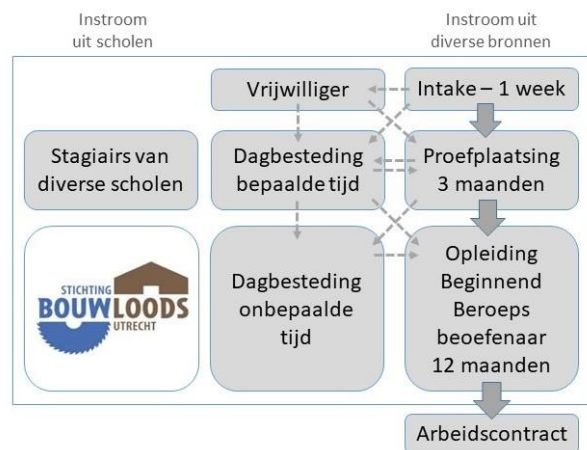 Instroom
uit scholen
Instroom uit
diverse bronnen
Vrijwilliger
Intake – 1 week
Stagiairs van
diverse scholen
Dagbesteding
bepaalde tijd
Proefplaatsing
3 maanden
STICHTING
BOUWLOODS
UTRECHT
Dagbesteding
onbepaalde
tijd
Opleiding
Beginnend
Beroeps
beoefenaar
12 maanden
Arbeidscontract